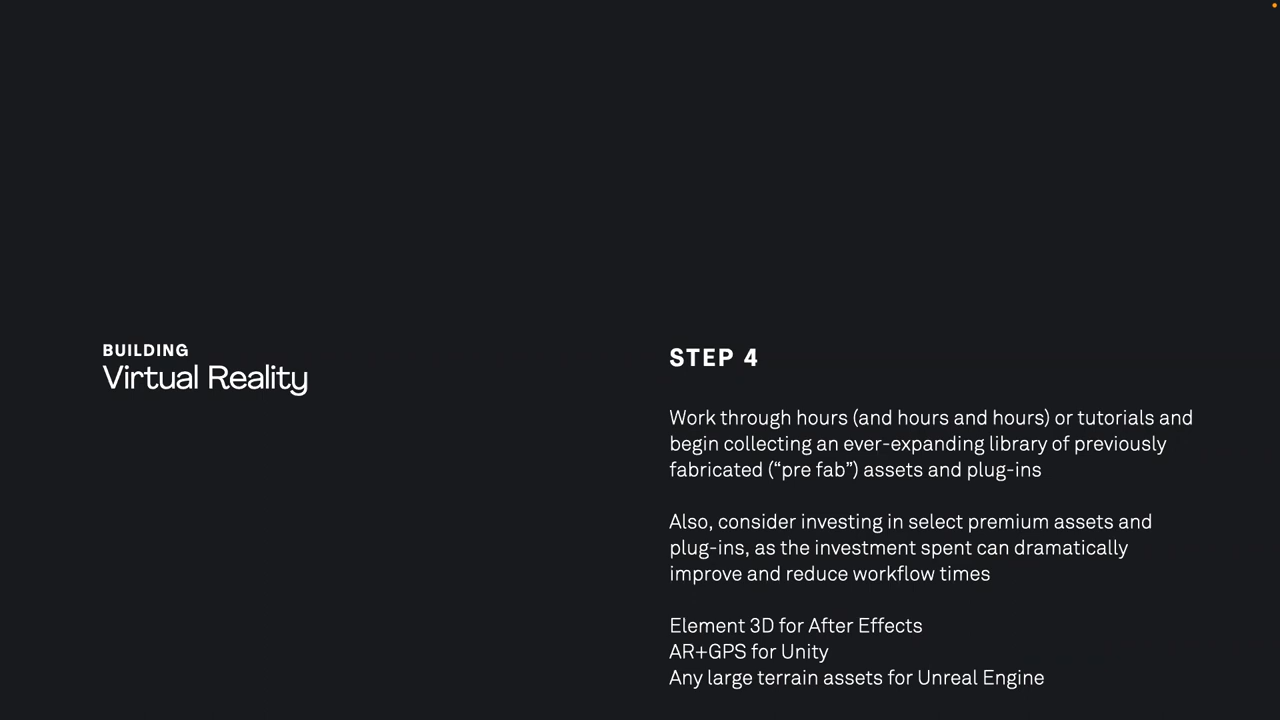 BUILDING
Virtual Reality
STEP 4
Work through hours (and hours and hours) or tutorials and
begin collecting an ever-expanding library of previously
fabricated (“pre fab”) assets and plug-ins
Also, consider investing in select premium assets and
plug-ins, as the investment spent can dramatically
improve and reduce workflow times
Element 3D for After Effects
AR+GPS for Unity
Any large terrain assets for Unreal Engine